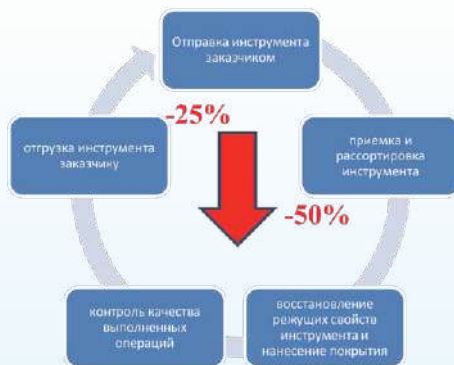 Отправка инструмента
заказчиком
-25%
отгрузка инструмента
заказчику
приемка и
рассортировка
инструмента
-50%
контроль качества
выполненных
операций
восстановление
режущих свойств
инструмента и
нанесение покрытия